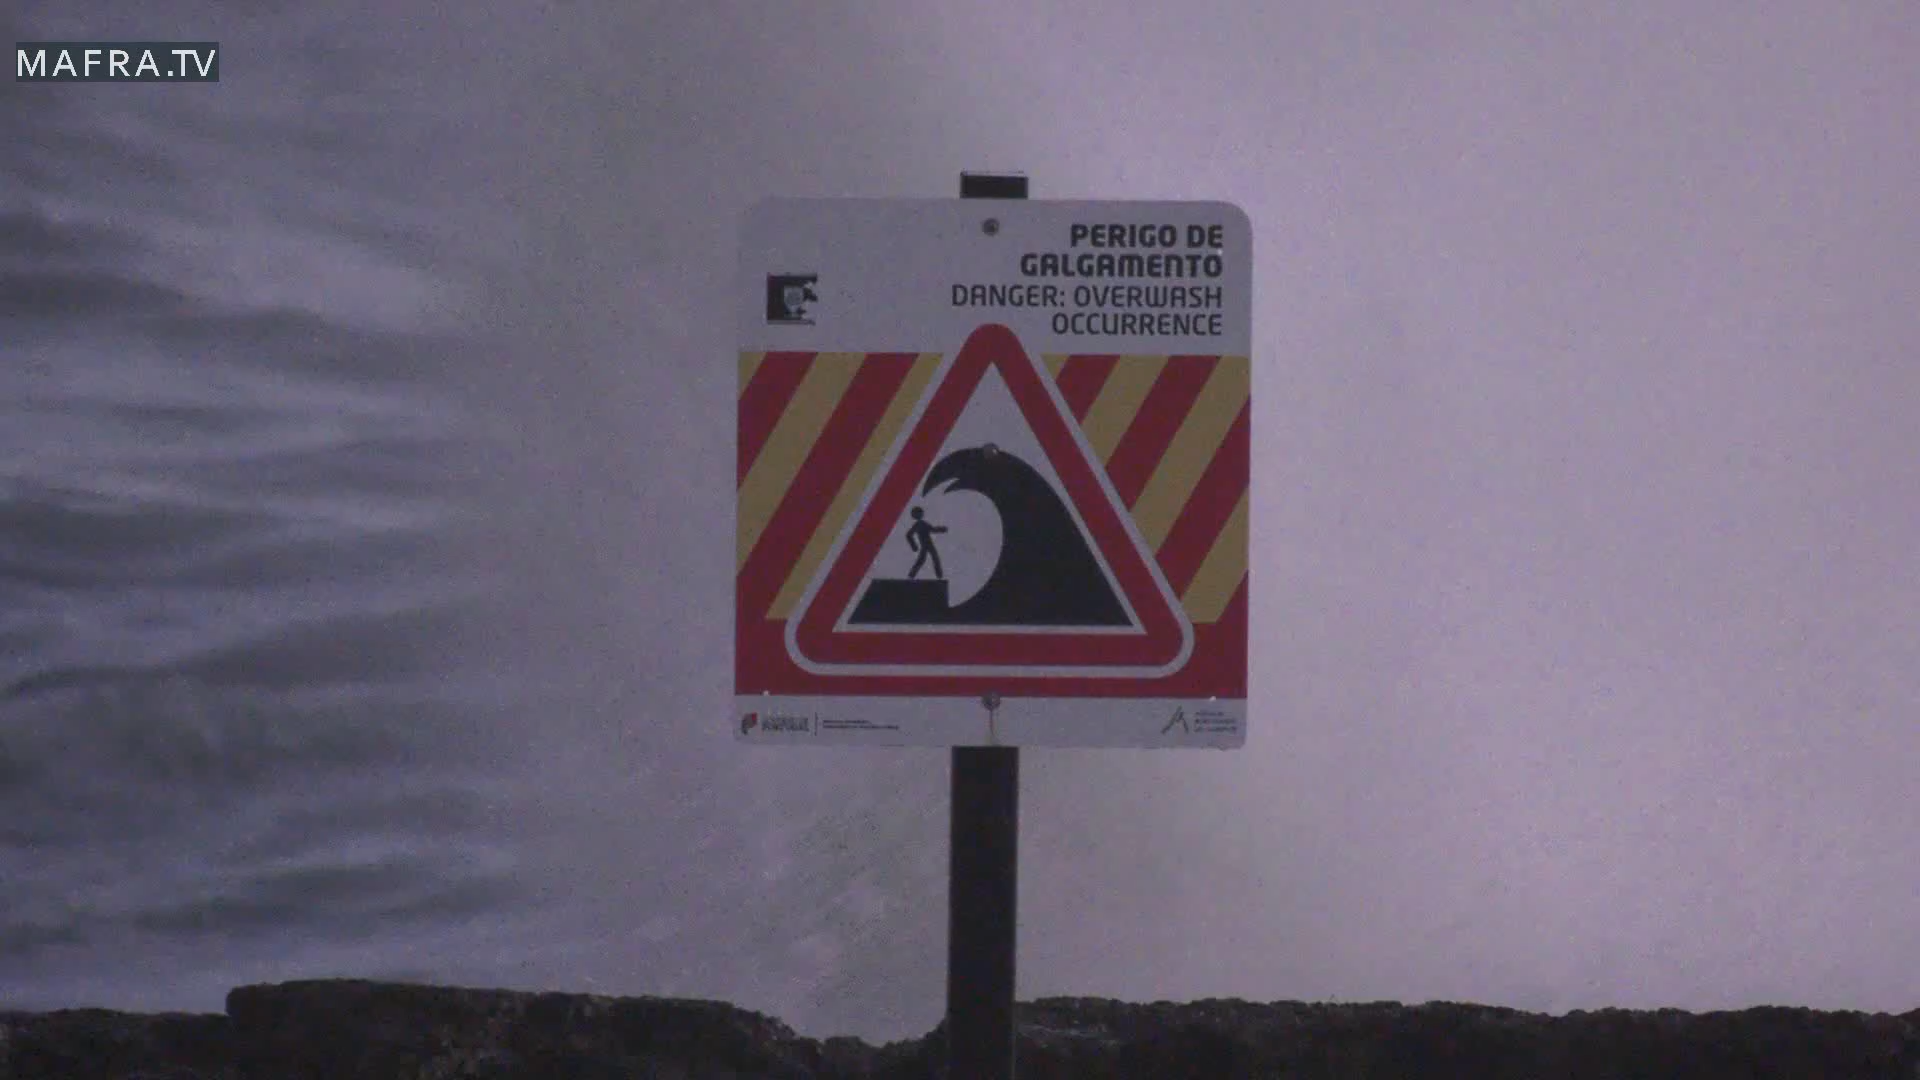 MAFRA.TV
PERIGO DE
GALGAMENTO
DANGER: OVERWASH
OCCURRENCE